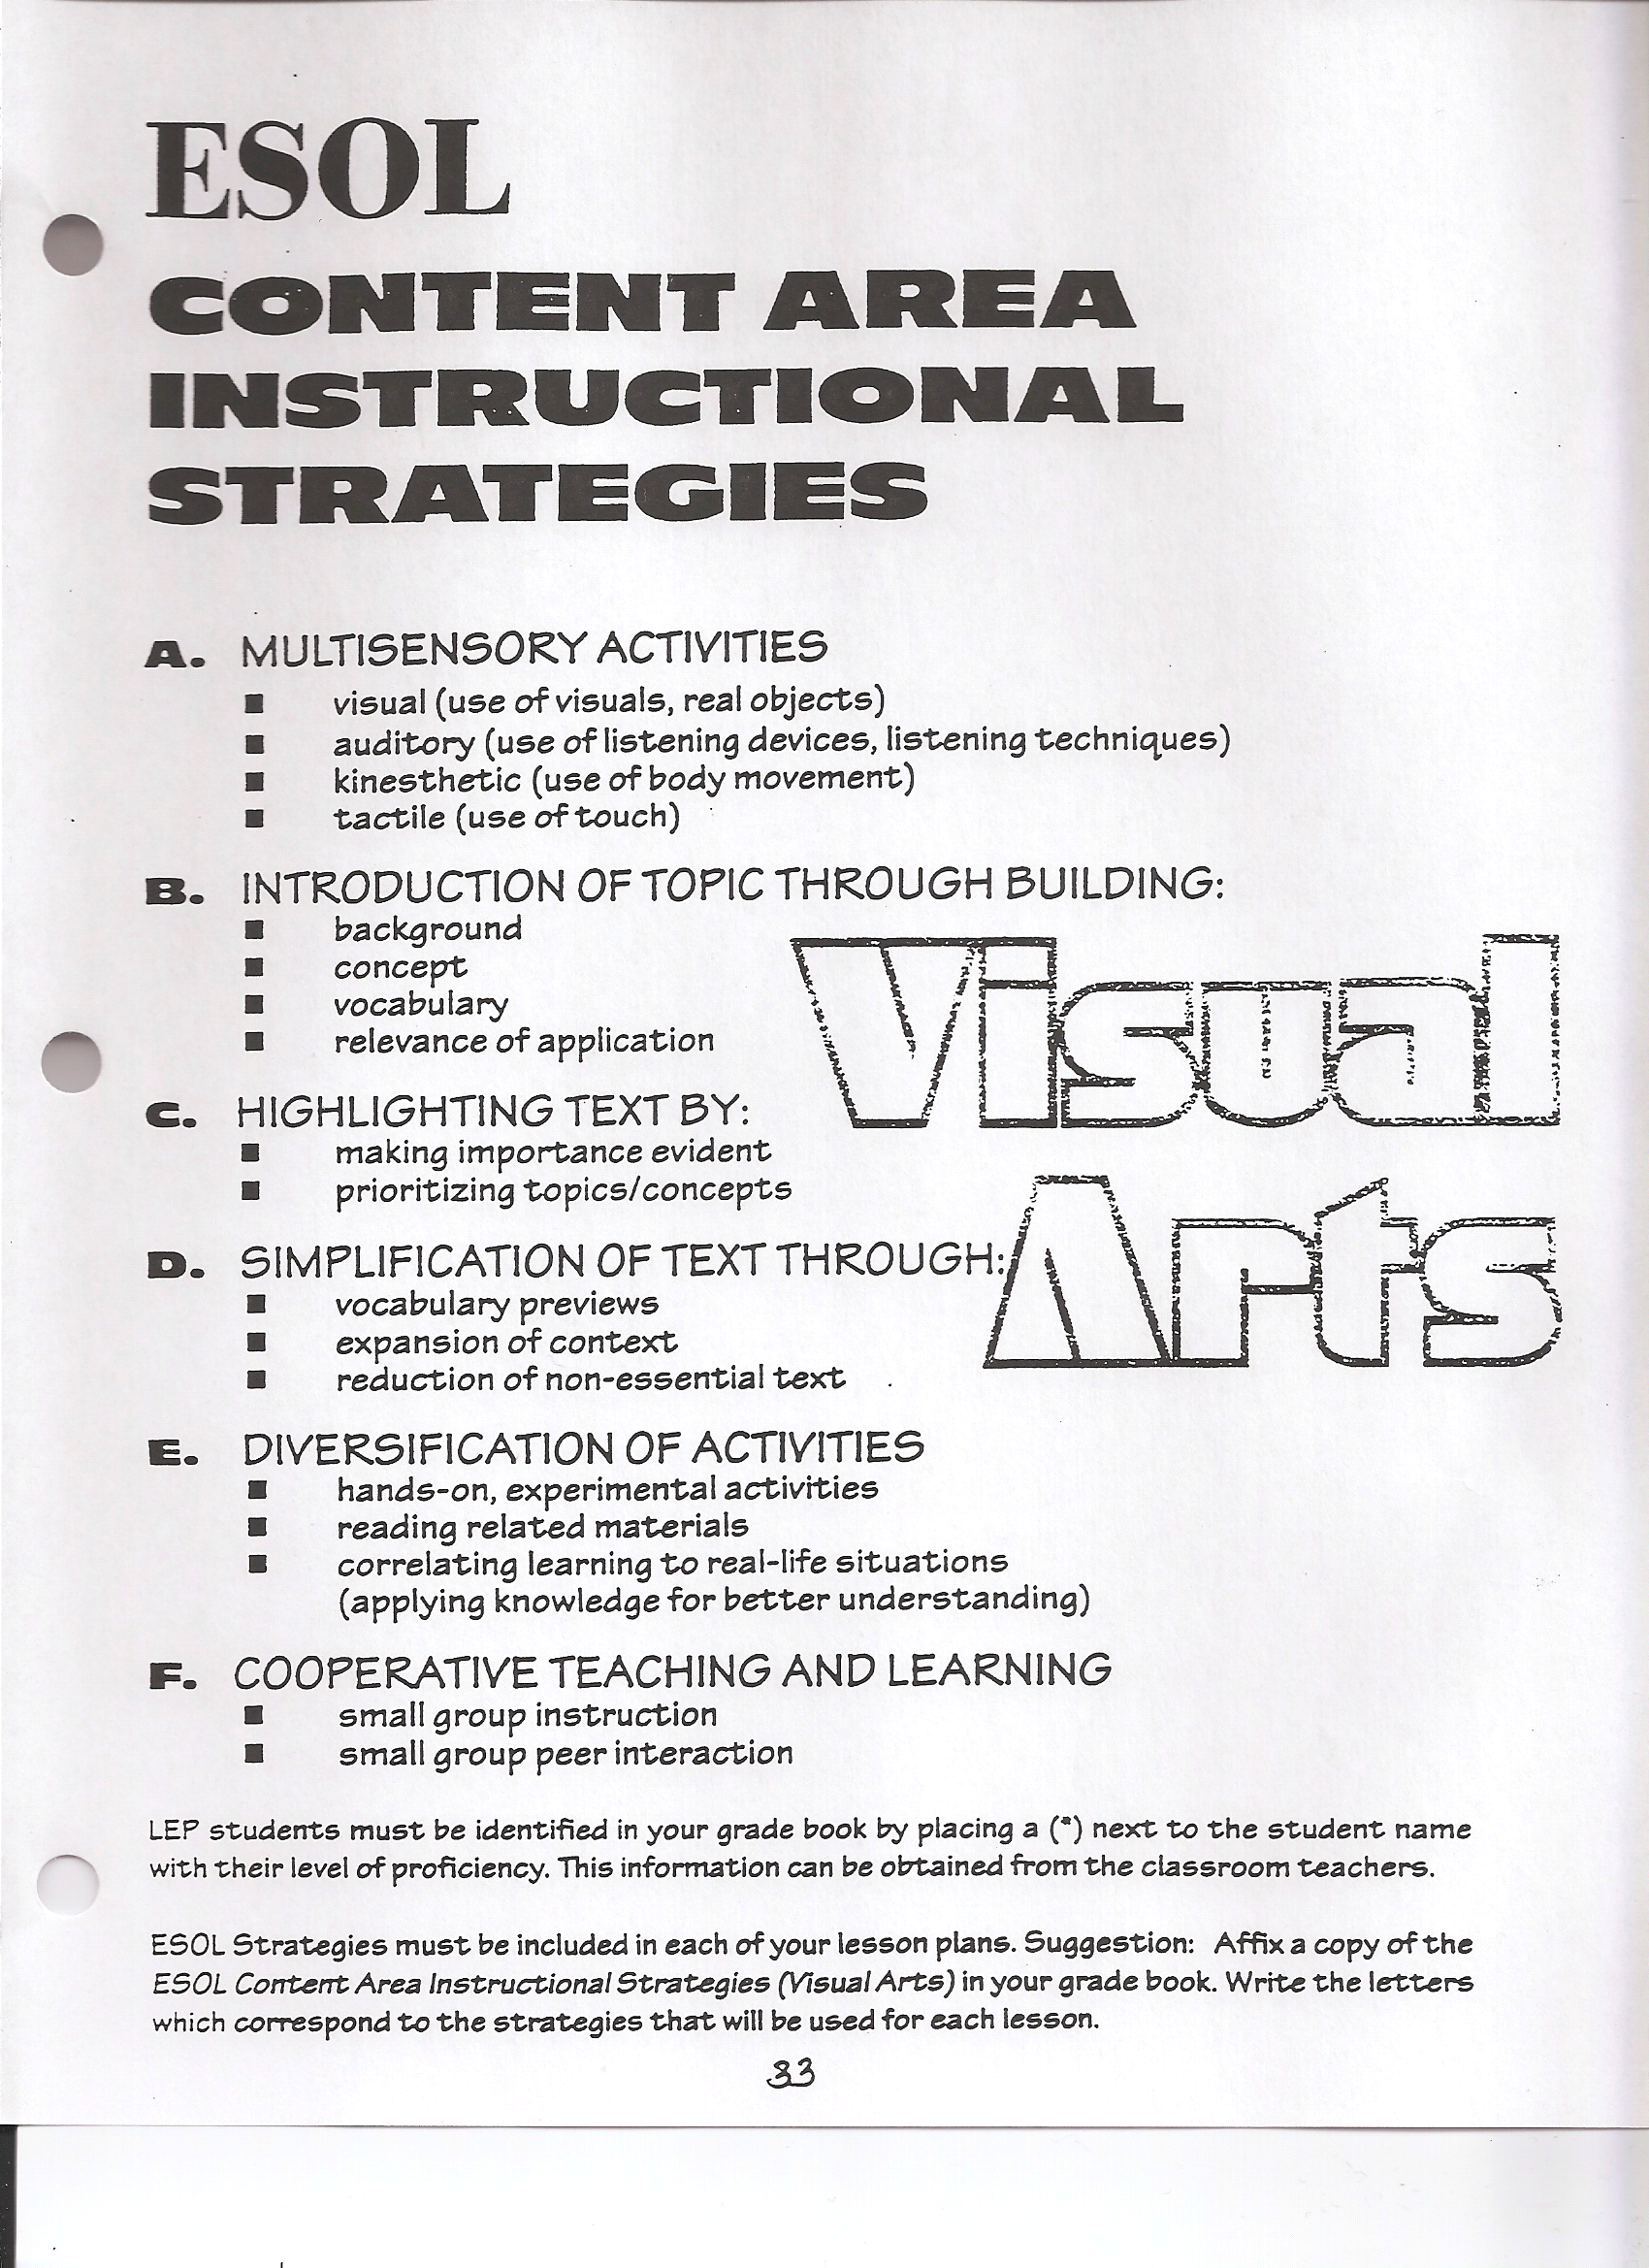 ESOL
CONTENT AREA
INSTRUCTIONAL
STRATEGIES
A. MULTISENSORY ACTIVITIES
■ visual (use of visuals, real objects)
■ auditory (use of listening devices, listening techniques)
■ kinesthetic (use of body movement)
■ tactile (use of touch)
B. INTRODUCTION OF TOPIC THROUGH BUILDING:
■ background
■ concept
■ vocabulary
■ relevance of application
Visual
Arts
C. HIGHLIGHTING TEXT BY:
■ making importance evident
■ prioritizing topics/concepts
D. SIMPLIFICATION OF TEXT THROUGH:
■ vocabulary previews
■ expansion of context
■ reduction of non-essential text
E. DIVERSIFICATION OF ACTIVITIES
■ hands-on, experimental activities
■ reading related materials
■ correlating learning to real-life situations
(applying knowledge for better understanding)
F. COOPERATIVE TEACHING AND LEARNING
■ small group instruction
■ small group peer interaction
LEP students must be identified in your grade book by placing a (*) next to the student name
with their level of proficiency. This information can be obtained from the classroom teachers.
ESOL Strategies must be included in each of your lesson plans. Suggestion: Affix a copy of the
ESOL Content Area Instructional Strategies (Visual Arts) in your grade book. Write the letters
which correspond to the strategies that will be used for each lesson.
33